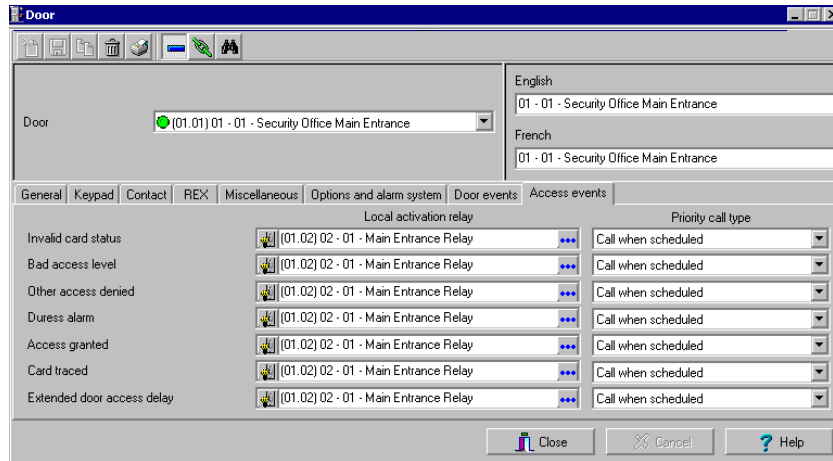 Door
English
01 - 01 - Security Office Main Entrance
Door (01.01) 01 - 01 - Security Office Main Entrance
French
01 - 01 - Security Office Main Entrance
General Keypad Contact REX Miscellaneous Options and alarm system Door events Access events
Local activation relay Priority call type
Invalid card status (01.02) 02 - 01 - Main Entrance Relay Call when scheduled
Bad access level (01.02) 02 - 01 - Main Entrance Relay Call when scheduled
Other access denied (01.02) 02 - 01 - Main Entrance Relay Call when scheduled
Duress alarm (01.02) 02 - 01 - Main Entrance Relay Call when scheduled
Access granted (01.02) 02 - 01 - Main Entrance Relay Call when scheduled
Card traced (01.02) 02 - 01 - Main Entrance Relay Call when scheduled
Extended door access delay (01.02) 02 - 01 - Main Entrance Relay Call when scheduled
Close Cancel ? Help